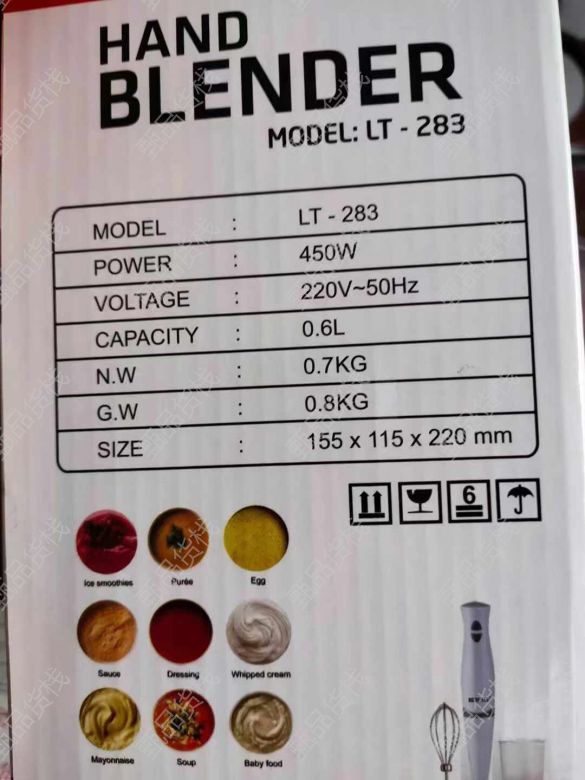 HAND
BLENDER
MODEL: LT - 283
MODEL : LT - 283
POWER : 450W
VOLTAGE : 220V~50Hz
CAPACITY : 0.6L
N.W : 0.7KG
G.W : 0.8KG
SIZE : 155 x 115 x 220 mm
6
Ice smoothies Purée Egg
Sauce Dressing Whipped cream
Mayonnaise Soup Baby food